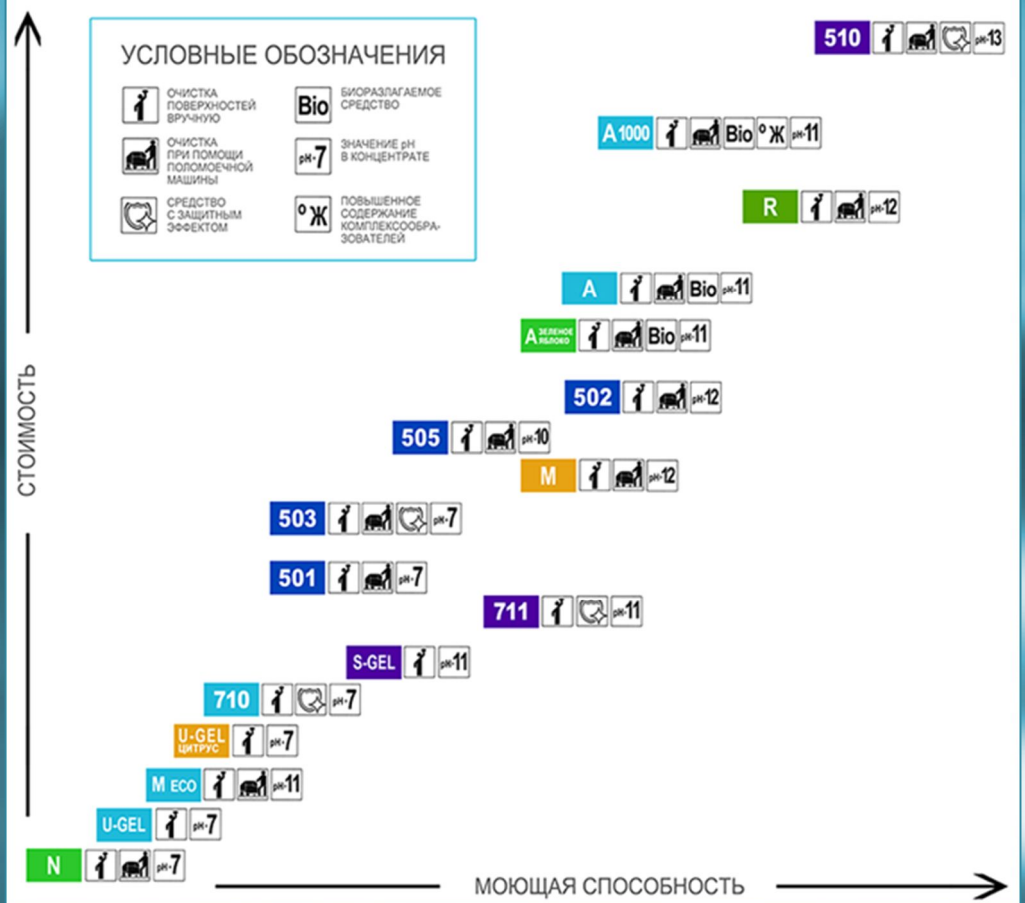 УСЛОВНЫЕ ОБОЗНАЧЕНИЯ
ОЧИСТКА
ПОВЕРХНОСТЕЙ
ВРУЧНУЮ
Bio
БИОРАЗЛАГАЕМОЕ
СРЕДСТВО
ОЧИСТКА
ПРИ ПОМОЩИ
ПОЛОМОЕЧНОЙ
МАШИНЫ
pH-7
ЗНАЧЕНИЕ pH
В КОНЦЕНТРАТЕ
СРЕДСТВО
С ЗАЩИТНЫМ
ЭФФЕКТОМ
°Ж
ПОВЫШЕННОЕ
СОДЕРЖАНИЕ
КОМПЛЕКСООБРА-
ЗОВАТЕЛЕЙ
510 pH-13
A 1000 Bio °Ж pH-11
R pH-12
A Bio pH-11
A ЗЕЛЕНОЕ
ЯБЛОКО Bio pH-11
502 pH-12
505 pH-10
M pH-12
503 pH-7
501 pH-7
711 pH-11
S-GEL pH-11
710 pH-7
U-GEL
ЦИТРУС pH-7
M ECO pH-11
U-GEL pH-7
N pH-7
СТОИМОСТЬ
МОЮЩАЯ СПОСОБНОСТЬ